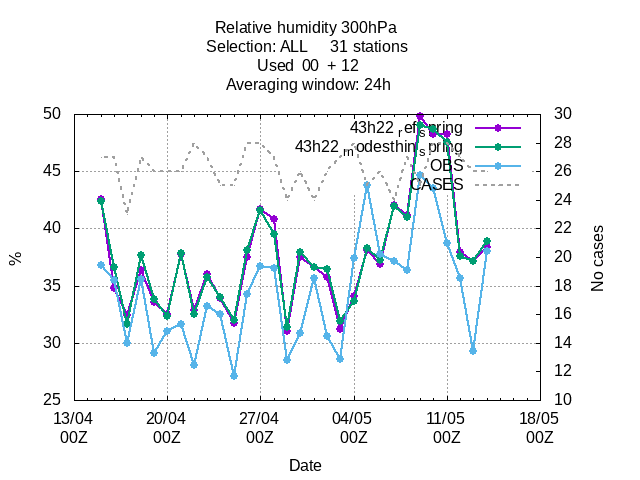 Relative humidity 300hPa
Selection: ALL     31 stations
Used  00  + 12
Averaging window: 24h
50 30
43h22_refspring
28
43h22_modesthinspring
45 OBS 26
CASES
40 24
22
% 35 20 No cases
18
30 16
14
12
25 10
13/04 20/04 27/04 04/05 11/05 18/05
00Z 00Z 00Z 00Z 00Z 00Z
Date